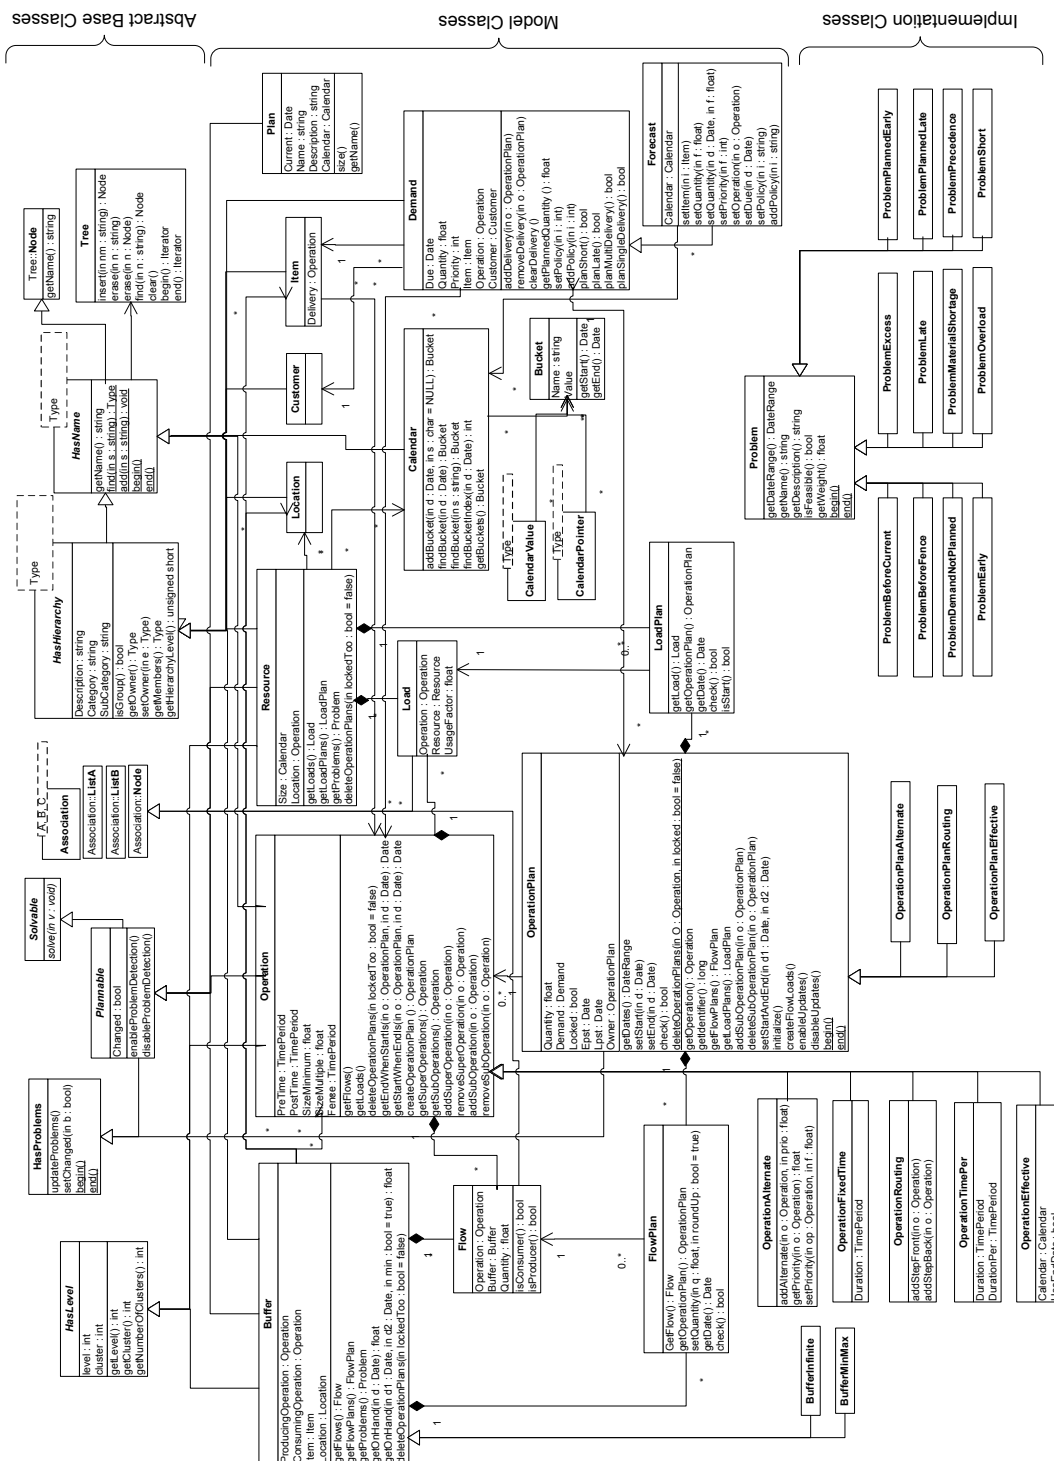 Abstract Base Classes
Model Classes
Implementation Classes
HasLevel
level : int
cluster : int
getLevel() : int
getCluster() : int
getNumberOfClusters() : int
HasProblems
updateProblems()
setChanged(in b : bool)
begin()
end()
Solvable
solve(in v : void)
Plannable
Changed : bool
enableProblemDetection()
disableProblemDetection()
A, B, C
Association
Association::ListA
Association::ListB
Association::Node
Type
HasHierarchy
Description : string
Category : string
SubCategory : string
isGroup() : bool
getOwner() : Type
setOwner(in e : Type)
getMembers() : Type
getHierarchyLevel() : unsigned short
Type
HasName
getName() : string
find(in s : string) : Type
add(in s : string) : void
begin()
end()
Tree::Node
getName() : string
Tree
insert(in nm : string) : Node
erase(in n : string)
erase(in n : Node)
find(in n : string) : Node
clear()
begin() : Iterator
end() : Iterator
Buffer
ProducingOperation : Operation
ConsumingOperation : Operation
Item : Item
Location : Location
getFlows() : Flow
getFlowPlans() : FlowPlan
getProblems() : Problem
getOnHand(in d : Date) : float
getOnHand(in d1 : Date, in d2 : Date, in min : bool = true) : float
deleteOperationPlans(in lockedToo : bool = false)
Operation
PreTime : TimePeriod
PostTime : TimePeriod
SizeMinimum : float
SizeMultiple : float
Fence : TimePeriod
getFlows()
getLoads()
deleteOperationPlans(in lockedToo : bool = false)
getEndWhenStarts(in o : OperationPlan, in d : Date) : Date
getStartWhenEnds(in o : OperationPlan, in d : Date) : Date
createOperationPlan () : OperationPlan
getSuperOperations() : Operation
getSubOperations() : Operation
addSuperOperation(in o : Operation)
removeSuperOperation(in o : Operation)
addSubOperation(in o : Operation)
removeSubOperation(in o : Operation)
Resource
Size : Calendar
Location : Operation
getLoads() : Load
getLoadPlans() : LoadPlan
getProblems() : Problem
deleteOperationPlans(in lockedToo : bool = false)
Location
Customer
Item
Delivery : Operation
Plan
Current : Date
Name : string
Description : string
Calendar : Calendar
size()
getName()
Flow
Operation : Operation
Buffer : Buffer
Quantity : float
isConsumer() : bool
isProducer() : bool
Load
Operation : Operation
Resource : Resource
UsageFactor : float
Calendar
addBucket(in d : Date, in s : char = NULL) : Bucket
findBucket(in d : Date) : Bucket
findBucket(in s : string) : Bucket
findBucketIndex(in d : Date) : int
getBuckets() : Bucket
Type
CalendarValue
Type
CalendarPointer
Bucket
Name : string
Value
getStart() : Date
getEnd() : Date
Demand
Due : Date
Quantity : float
Priority : int
Item : Item
Operation : Operation
Customer : Customer
addDelivery(in o : OperationPlan)
removeDelivery(in o : OperationPlan)
clearDelivery ()
getPlannedQuantity () : float
setPolicy(in i : int)
addPolicy(in i : int)
planShort() : bool
planLate() : bool
planMultiDelivery() : bool
planSingleDelivery() : bool
Forecast
Calendar : Calendar
setItem(in i : Item)
setQuantity(in f : float)
setQuantity(in d : Date, in f : float)
setPriority(in f : int)
setOperation(in o : Operation)
setDue(in d : Date)
setPolicy(in i : string)
addPolicy(in i : string)
FlowPlan
GetFlow() : Flow
getOperationPlan() : OperationPlan
setQuantity(in q : float, in roundUp : bool = true)
getDate() : Date
check() : bool
OperationPlan
Quantity : float
Demand : Demand
Locked : bool
Epst : Date
Lpst : Date
Owner : OperationPlan
getDates() : DateRange
setStart(in d : Date)
setEnd(in d : Date)
check() : bool
deleteOperationPlans(in O : Operation, in locked : bool = false)
getOperation() : Operation
getIdentifier() : long
getFlowPlans() : FlowPlan
getLoadPlans() : LoadPlan
addSubOperationPlan(in o : OperationPlan)
deleteSubOperationPlan(in o : OperationPlan)
setStartAndEnd(in d1 : Date, in d2 : Date)
initialize()
createFlowLoads()
enableUpdates()
disableUpdates()
begin()
end()
LoadPlan
getLoad() : Load
getOperationPlan() : OperationPlan
getDate() : Date
check() : bool
isStart() : bool
Problem
getDateRange() : DateRange
getName() : string
getDescription() : string
isFeasible() : bool
getWeight() : float
begin()
end()
BufferInfinite
BufferMinMax
OperationAlternate
addAlternate(in o : Operation, in prio : float)
getPriority(in o : Operation) : float
setPriority(in op : Operation, in f : float)
OperationFixedTime
Duration : TimePeriod
OperationRouting
addStepFront(in o : Operation)
addStepBack(in o : Operation)
OperationTimePer
Duration : TimePeriod
DurationPer : TimePeriod
OperationEffective
Calendar : Calendar
OperationPlanAlternate
OperationPlanRouting
OperationPlanEffective
ProblemBeforeCurrent
ProblemBeforeFence
ProblemDemandNotPlanned
ProblemEarly
ProblemExcess
ProblemLate
ProblemMaterialShortage
ProblemOverload
ProblemPlannedEarly
ProblemPlannedLate
ProblemPrecedence
ProblemShort